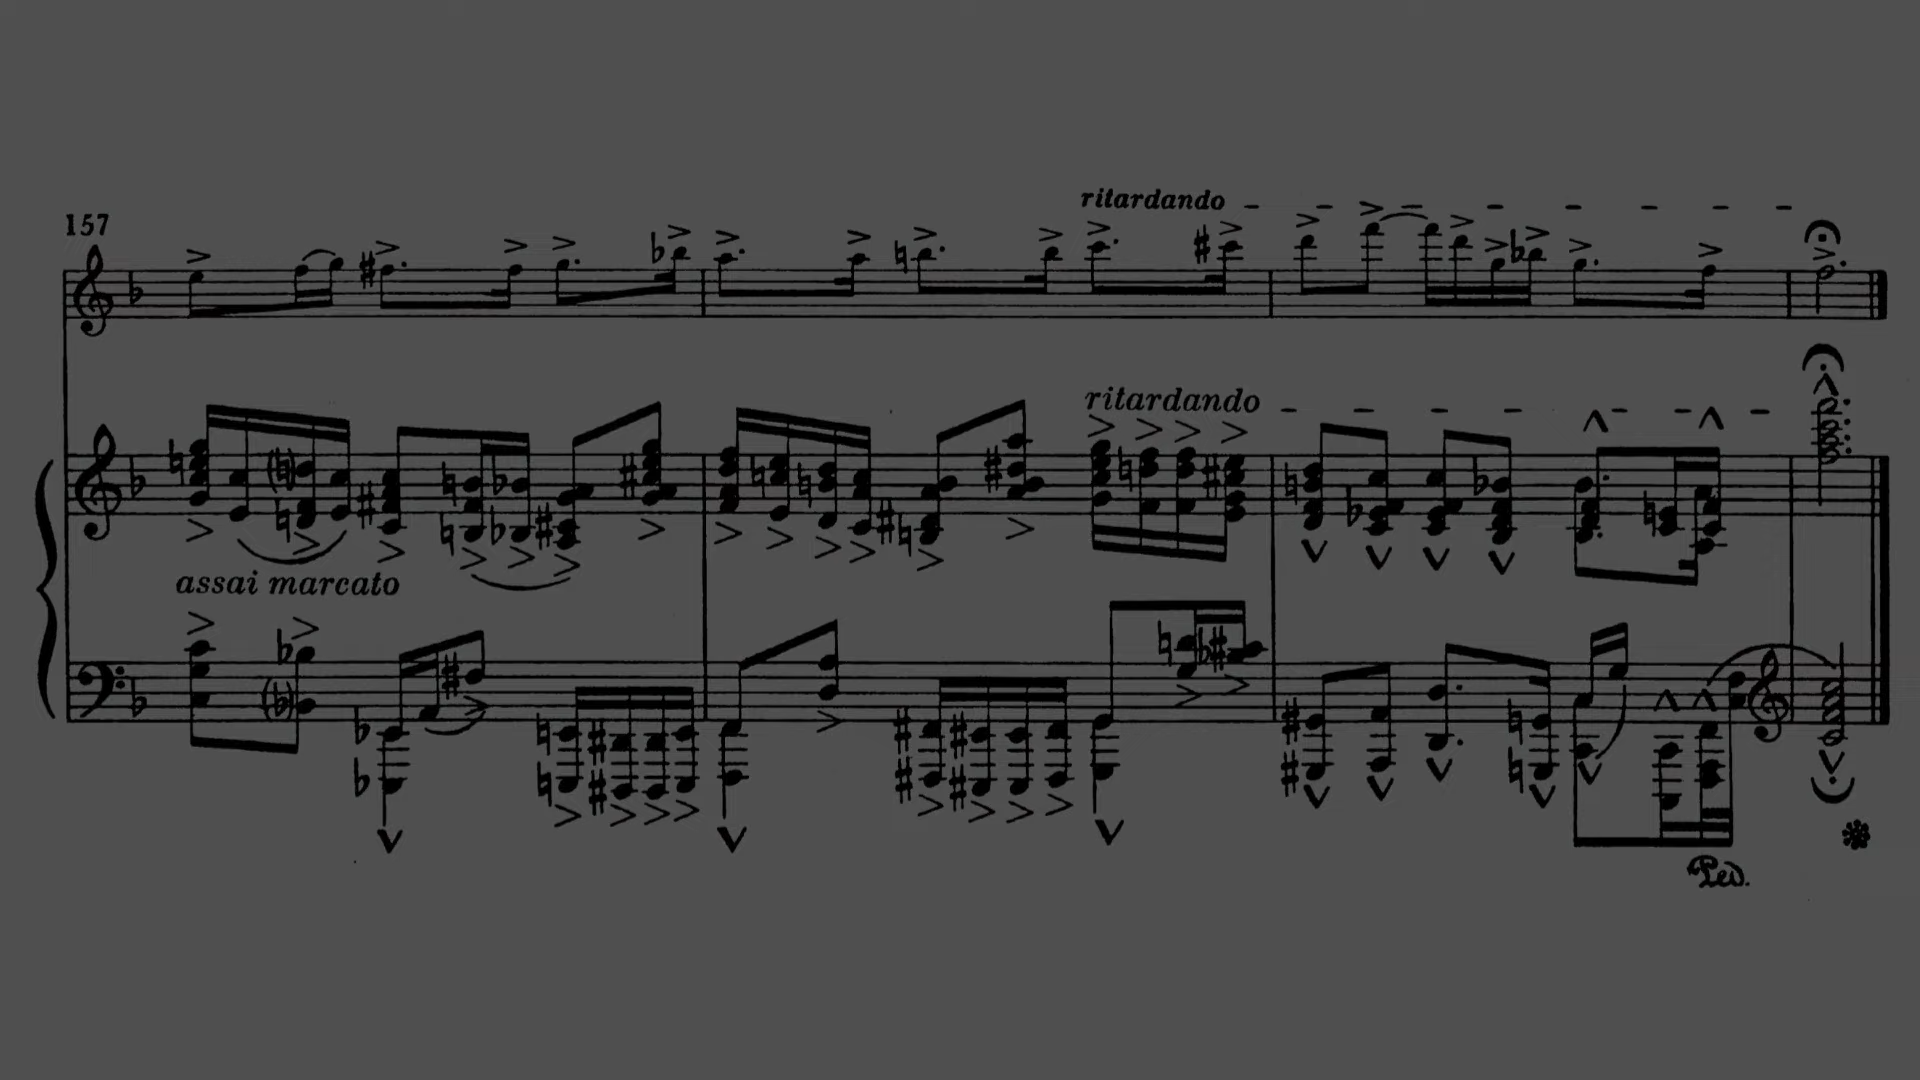 ritardando
157
ritardando
assai marcato
Ped.